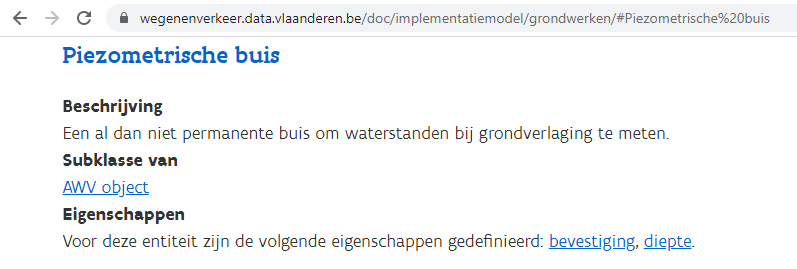 wegenenverkeer.data.vlaanderen.be/doc/implementatiemodel/grondwerken/#Piezometrische%20buis
Piezometrische buis
Beschrijving
Een al dan niet permanente buis om waterstanden bij grondverlaging te meten.
Subklasse van
AWV object
Eigenschappen
Voor deze entiteit zijn de volgende eigenschappen gedefinieerd: bevestiging, diepte.